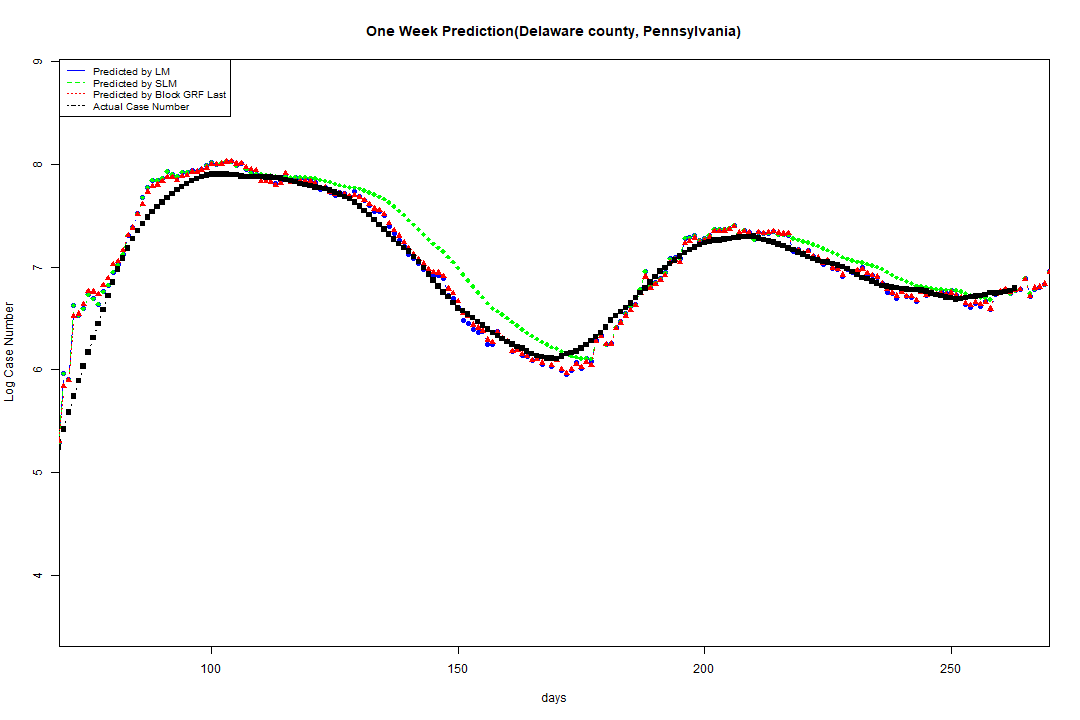 One Week Prediction(Delaware county, Pennsylvania)
Predicted by LM
Predicted by SLM
Predicted by Block GRF Last
Actual Case Number
9
8
7
6
5
4
Log Case Number
100 150 200 250
days